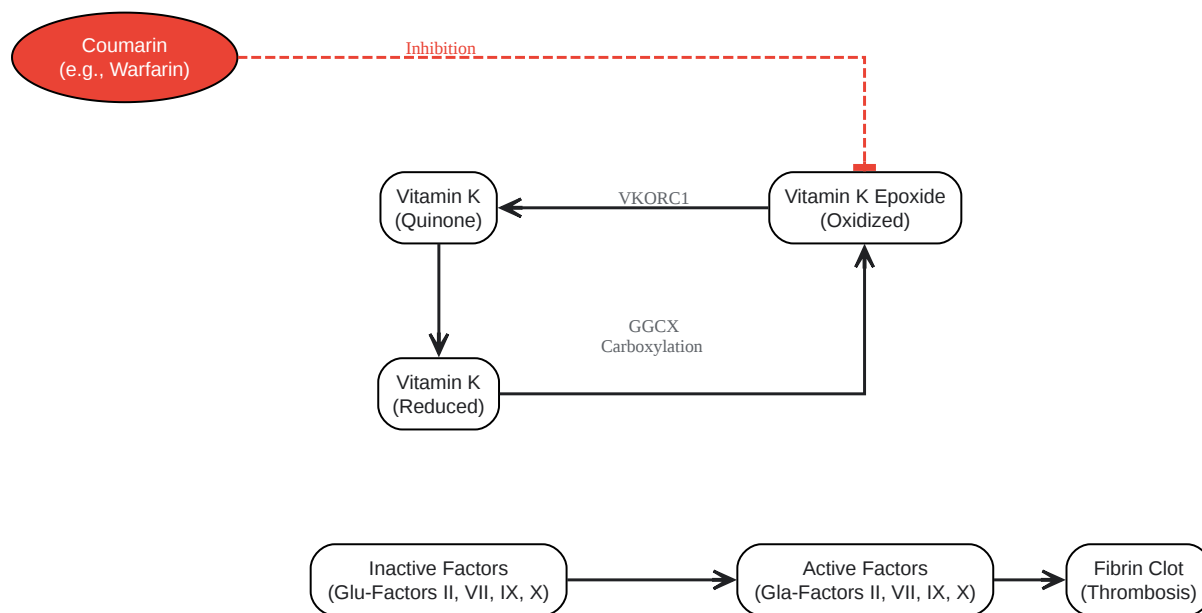 Coumarin
(e.g., Warfarin)
Inhibition
Vitamin K
(Quinone)
VKORC1
Vitamin K Epoxide
(Oxidized)
GGCX
Carboxylation
Vitamin K
(Reduced)
Inactive Factors
(Glu-Factors II, VII, IX, X)
Active Factors
(Gla-Factors II, VII, IX, X)
Fibrin Clot
(Thrombosis)